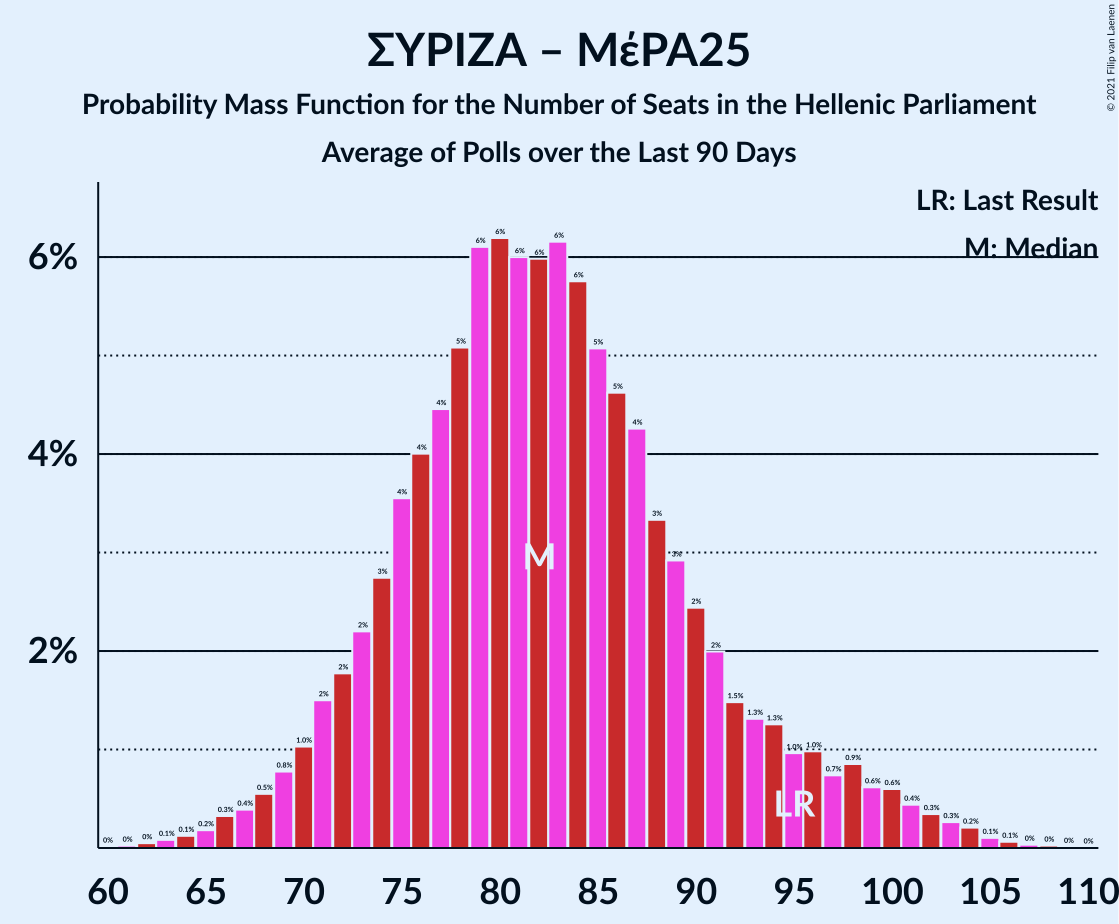 ΣΥΡΙΖΑ – ΜέΡΑ25
Probability Mass Function for the Number of Seats in the Hellenic Parliament
Average of Polls over the Last 90 Days
© 2021 Filip van Laenen
LR: Last Result
M: Median
6%
4%
2%
0% 0% 0% 0.1% 0.1% 0.2% 0.3% 0.4% 0.5% 0.8% 1.0% 2% 2% 2% 3% 4% 4% 4% 5% 6% 6% 6% 6% 6% 6% 5% 5% 4% 3% 3% 2% 2% 1.5% 1.3% 1.3% 1.0% 1.0% 0.7% 0.9% 0.6% 0.6% 0.4% 0.3% 0.3% 0.2% 0.1% 0.1% 0% 0% 0% 0%
M
LR
60 65 70 75 80 85 90 95 100 105 110